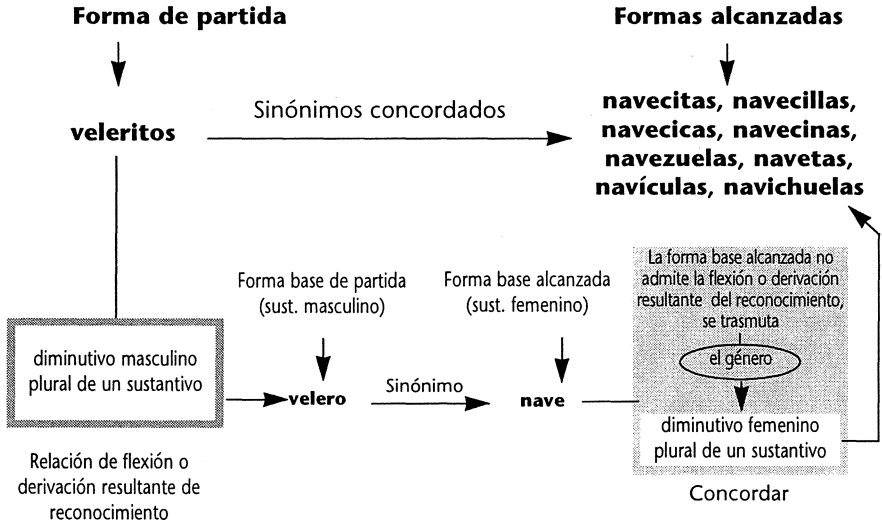 Forma de partida
Formas alcanzadas
veleritos
Sinónimos concordados
navecitas, navecillas,
navecicas, navecinas,
navezuelas, navetas,
navículas, navichuelas
Forma base de partida
(sust. masculino)
Forma base alcanzada
(sust. femenino)
La forma base alcanzada no
admite la flexión o derivación
resultante del reconocimiento,
se trasmuta
el género
diminutivo masculino
plural de un sustantivo
velero
Sinónimo
nave
diminutivo femenino
plural de un sustantivo
Relación de flexión o
derivación resultante de
reconocimiento
Concordar